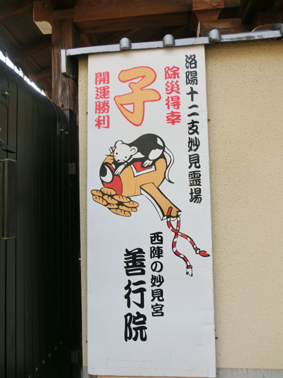 洛陽十二支妙見霊場
除災得幸
子
開運勝利
西陣の妙見宮
善行院